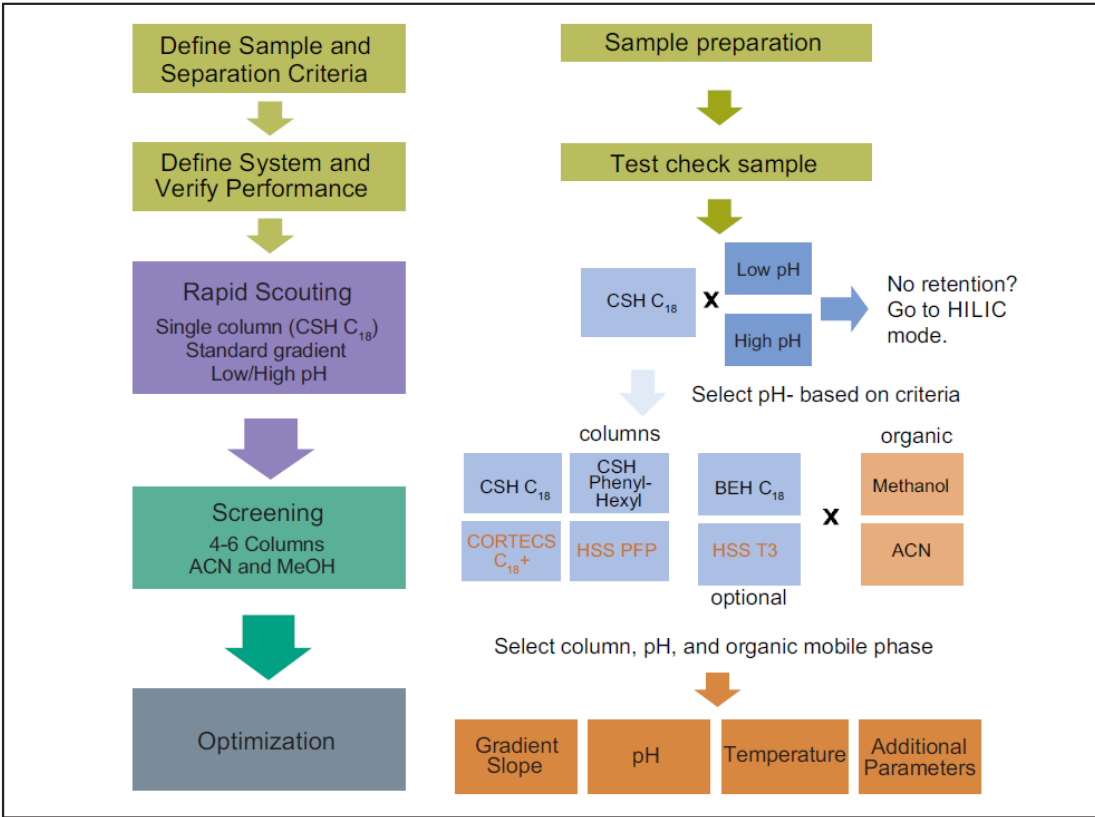 Define Sample and
Separation Criteria
Define System and
Verify Performance
Rapid Scouting
Single column (CSH C₁₈)
Standard gradient
Low/High pH
Screening
4-6 Columns
ACN and MeOH
Optimization
Sample preparation
Test check sample
CSH C₁₈
X
Low pH
High pH
No retention?
Go to HILIC
mode.
Select pH- based on criteria
columns
organic
CSH C₁₈
CSH
Phenyl-
Hexyl
BEH C₁₈
Methanol
X
CORTECS
C₁₈+
HSS PFP
HSS T3
ACN
optional
Select column, pH, and organic mobile phase
Gradient
Slope
pH
Temperature
Additional
Parameters